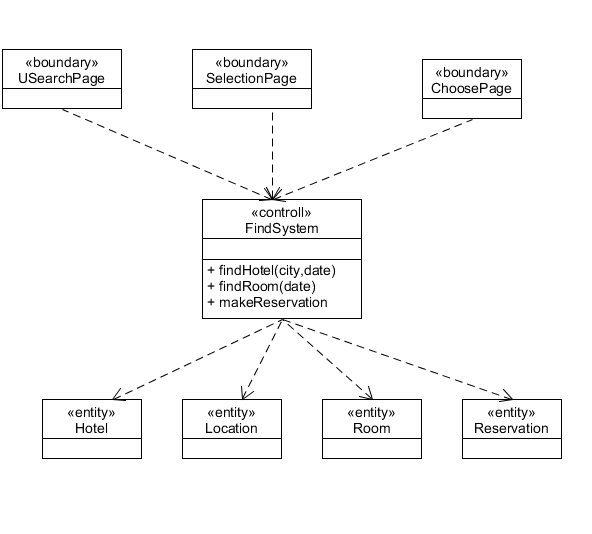 «boundary»
USearchPage
«boundary»
SelectionPage
«boundary»
ChoosePage
«controll»
FindSystem
+ findHotel(city,date)
+ findRoom(date)
+ makeReservation
«entity»
Hotel
«entity»
Location
«entity»
Room
«entity»
Reservation